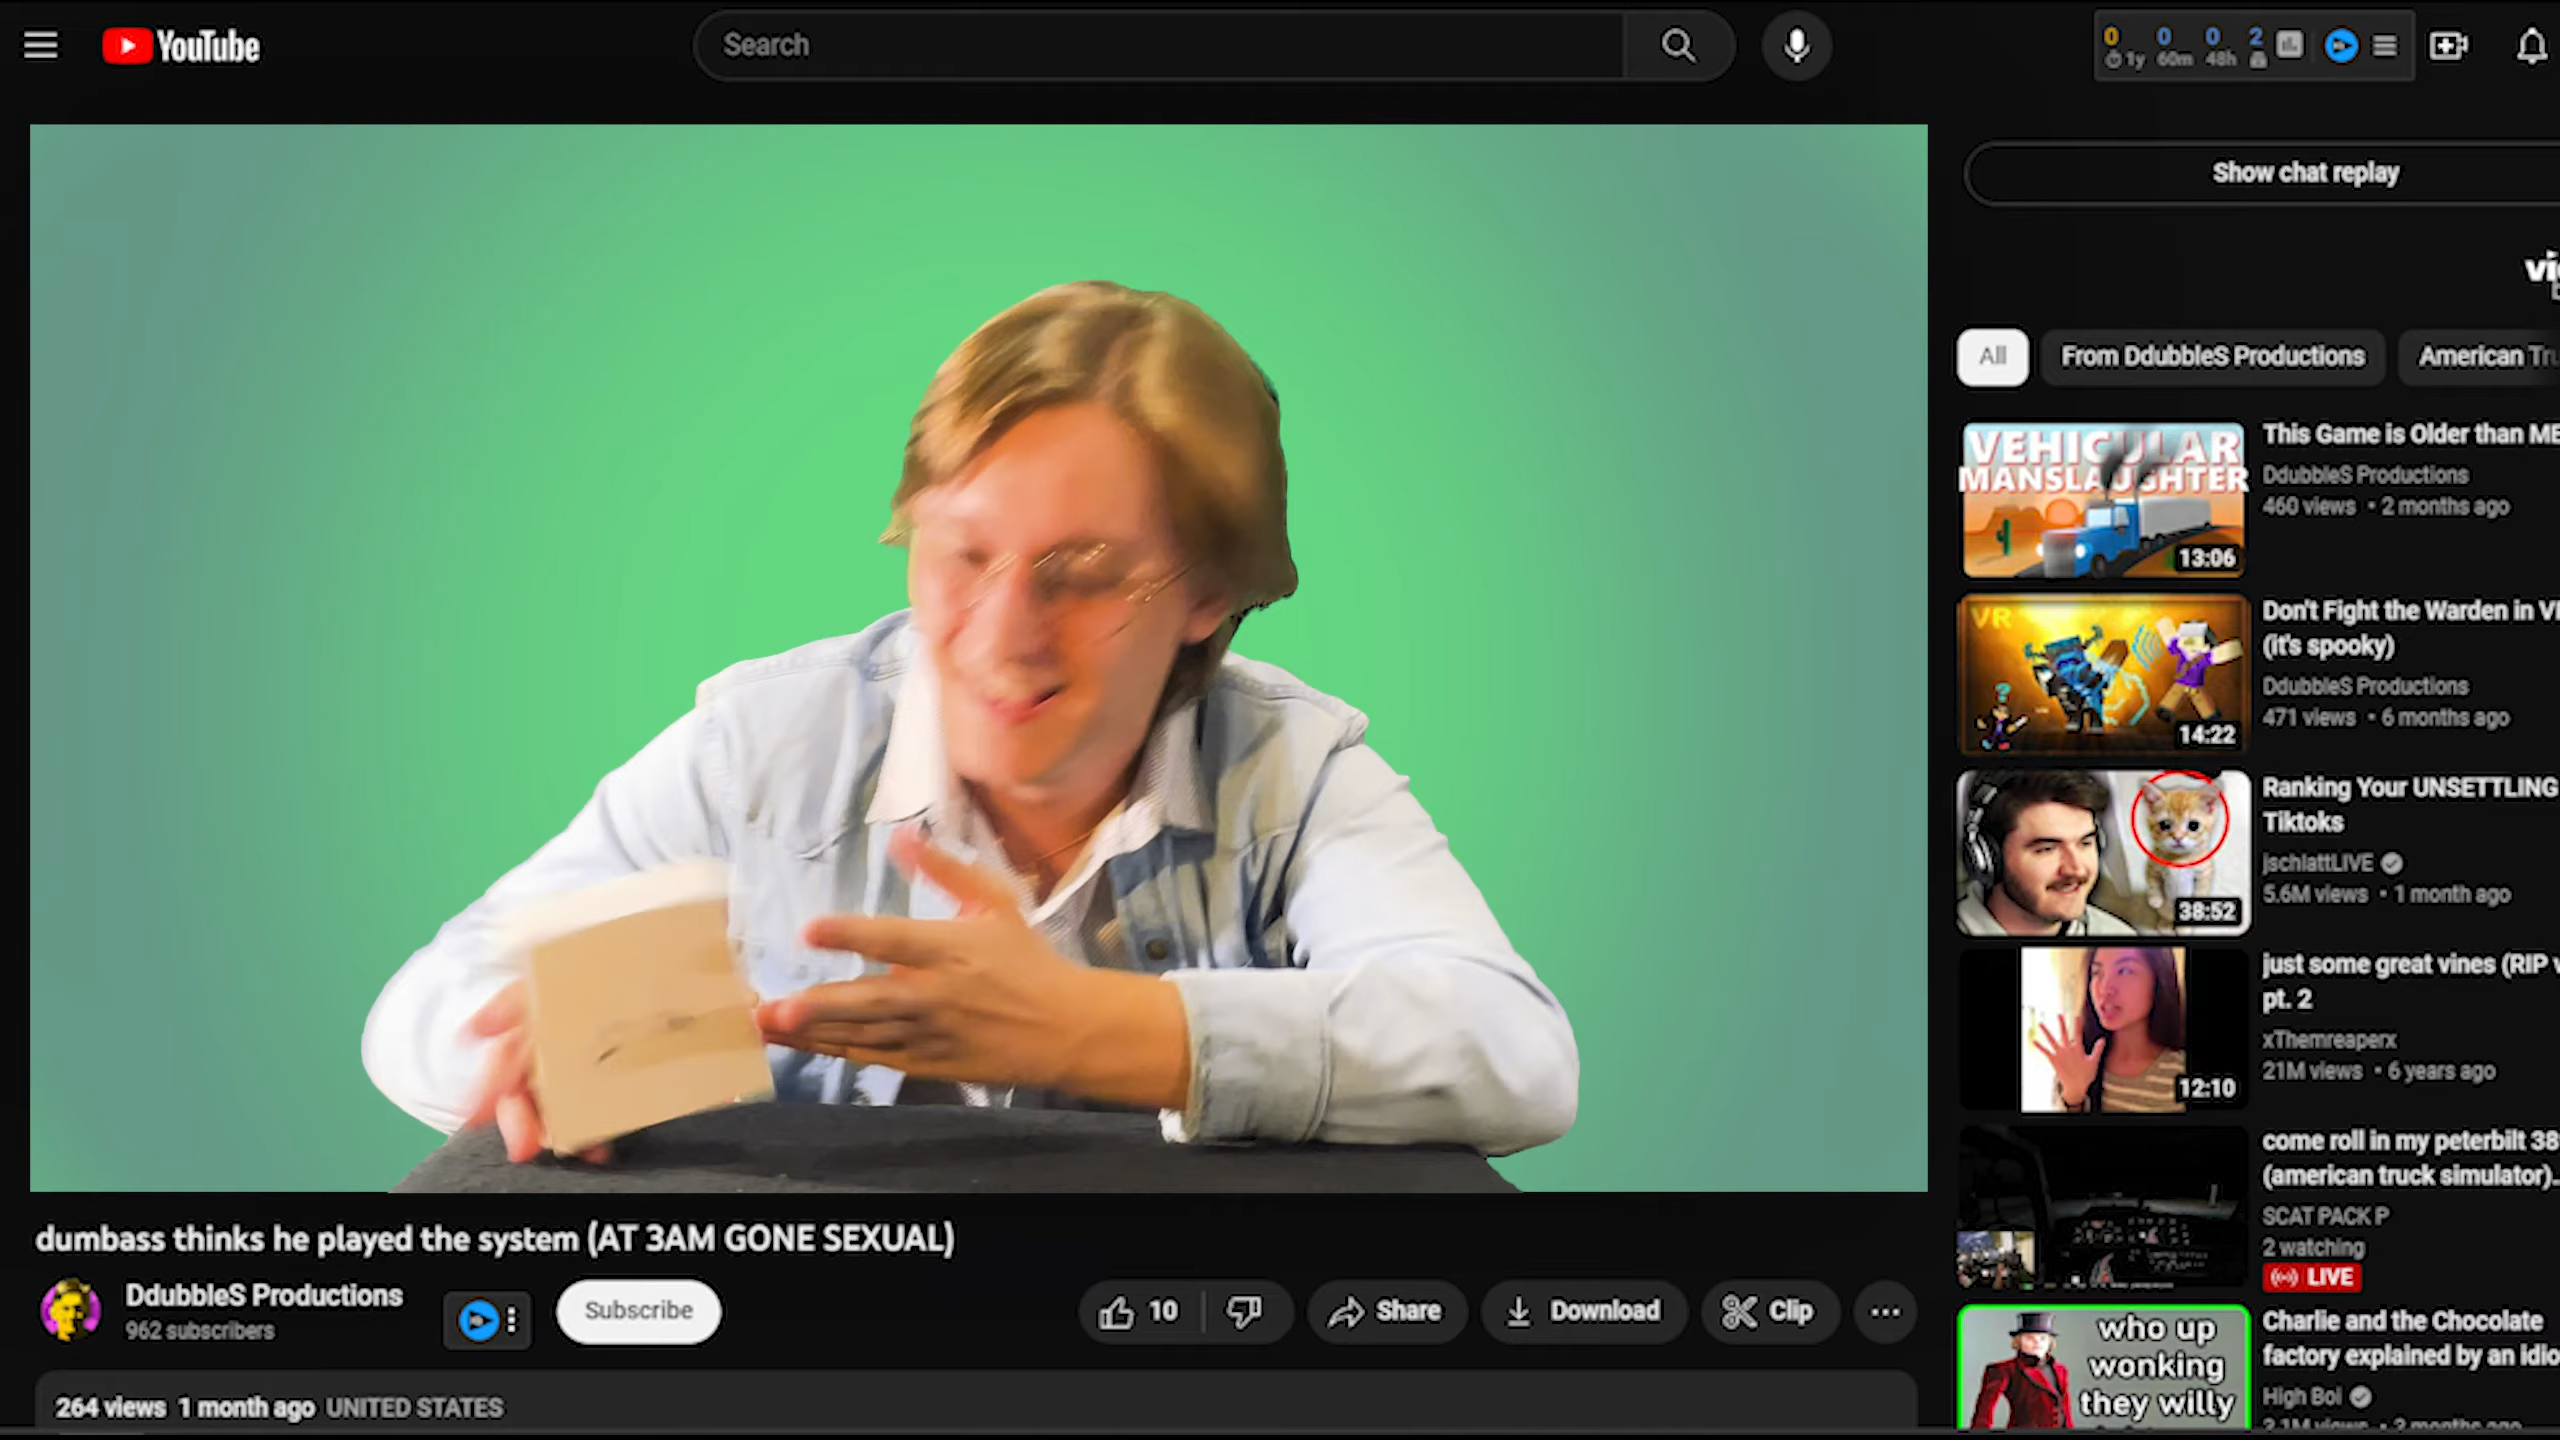 YouTube
Search
0 0 0 2
1y 60m 48h
Show chat replay
All
From DdubbleS Productions
American
VEHICULAR
MANSLAUGHTER
13:06
This Game is Older than
DdubbleS Productions
460 views • 2 months ago
VR
14:22
Don't Fight the Warden in
(it's spooky)
DdubbleS Productions
471 views • 6 months ago
38:52
Ranking Your UNSETTLING
Tiktoks
jschlattLIVE
5.6M views • 1 month ago
12:10
just some great vines (RIP
pt. 2
xThemreaperx
21M views • 6 years ago
come roll in my peterbilt
(american truck simulator)..
SCAT PACK P
2 watching
LIVE
who up
wonking
they willy
Charlie and the Chocolate
factory explained by an
High Boi
dumbass thinks he played the system (AT 3AM GONE SEXUAL)
DdubbleS Productions
962 subscribers
Subscribe
10
Share
Download
Clip
264 views 1 month ago UNITED STATES